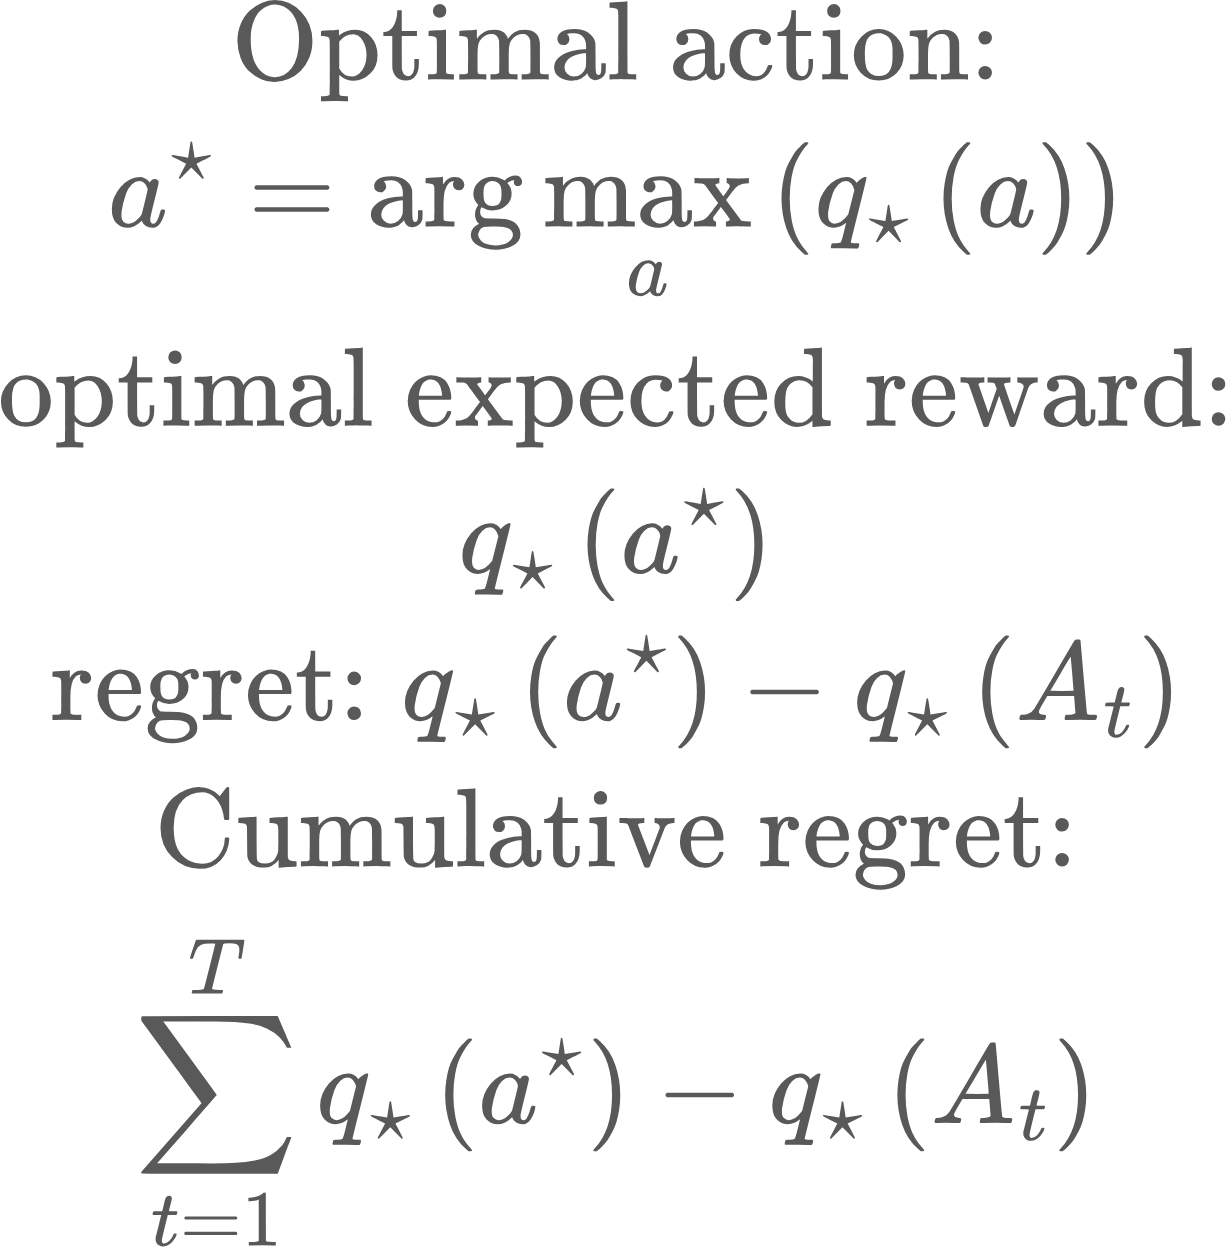 Optimal action:
a^⋆ = arg max_a (q_⋆ (a))
optimal expected reward:
q_⋆ (a^⋆)
regret: q_⋆ (a^⋆) − q_⋆ (A_t)
Cumulative regret:
∑_{t=1}^{T} q_⋆ (a^⋆) − q_⋆ (A_t)